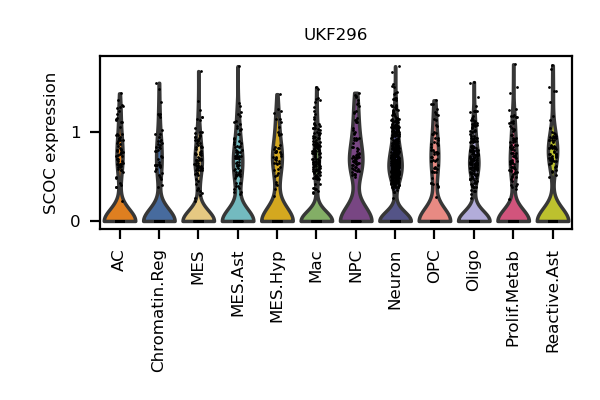 UKF296
SCOC expression
1
0
AC
Chromatin.Reg
MES
MES.Ast
MES.Hyp
Mac
NPC
Neuron
OPC
Oligo
Prolif.Metab
Reactive.Ast